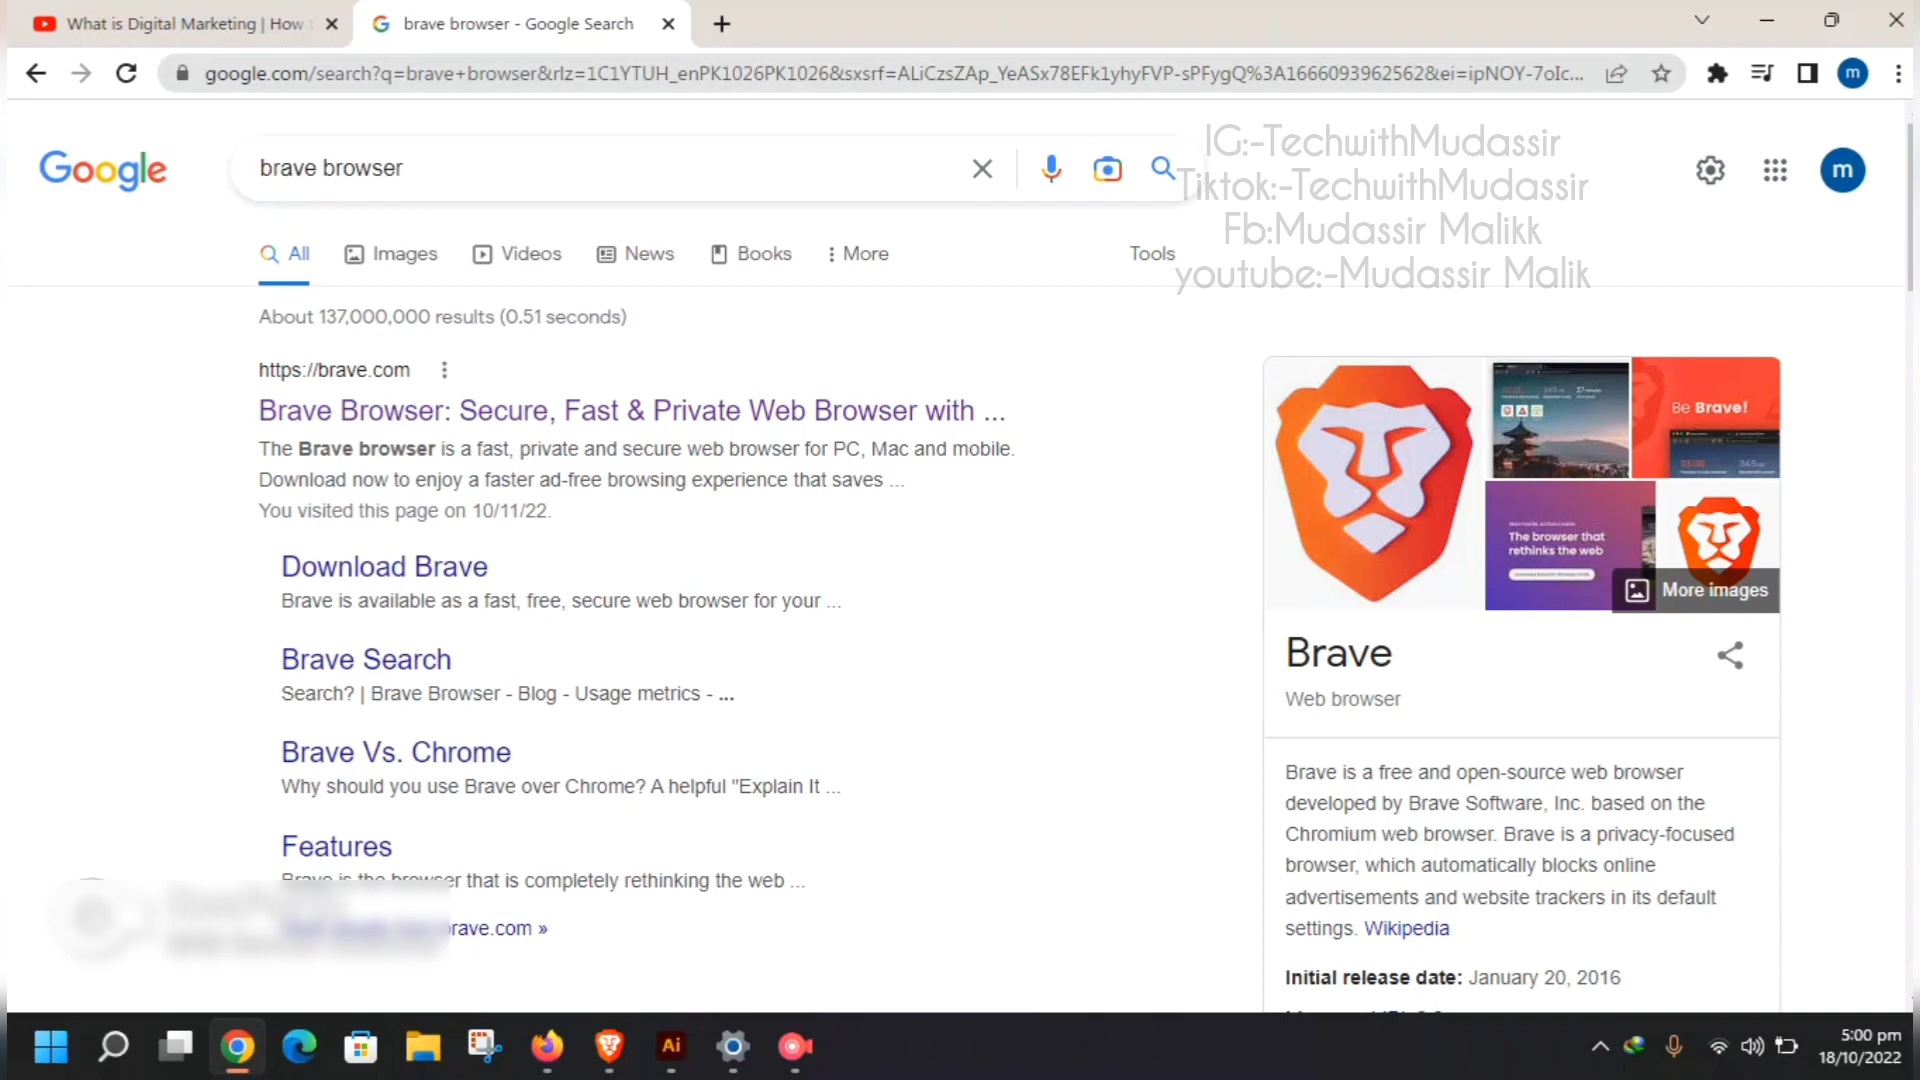 What is Digital Marketing | How
brave browser - Google Search
google.com/search?q=brave+browser&rlz=1C1YTUH_enPK1026PK1026&sxsrf=ALiCzsZAp_YeASx78EFk1yhyFVP-sPFygQ%3A1666093962562&ei=ipNOY-7oIc...
m
Google
brave browser
m
IG:-TechwithMudassir
Tiktok:-TechwithMudassir
Fb:Mudassir Malikk
youtube:-Mudassir Malik
All Images Videos News Books More Tools
About 137,000,000 results (0.51 seconds)
https://brave.com
Brave Browser: Secure, Fast & Private Web Browser with ...
The Brave browser is a fast, private and secure web browser for PC, Mac and mobile.
Download now to enjoy a faster ad-free browsing experience that saves ...
You visited this page on 10/11/22.
Download Brave
Brave is available as a fast, free, secure web browser for your ...
Brave Search
Search? | Brave Browser - Blog - Usage metrics - ...
Brave Vs. Chrome
Why should you use Brave over Chrome? A helpful "Explain It ...
Features
Brave is the browser that is completely rethinking the web ...
brave.com »
Be Brave!
The browser that
rethinks the web
More images
Brave
Web browser
Brave is a free and open-source web browser
developed by Brave Software, Inc. based on the
Chromium web browser. Brave is a privacy-focused
browser, which automatically blocks online
advertisements and website trackers in its default
settings. Wikipedia
Initial release date: January 20, 2016
Ai
5:00 pm
18/10/2022